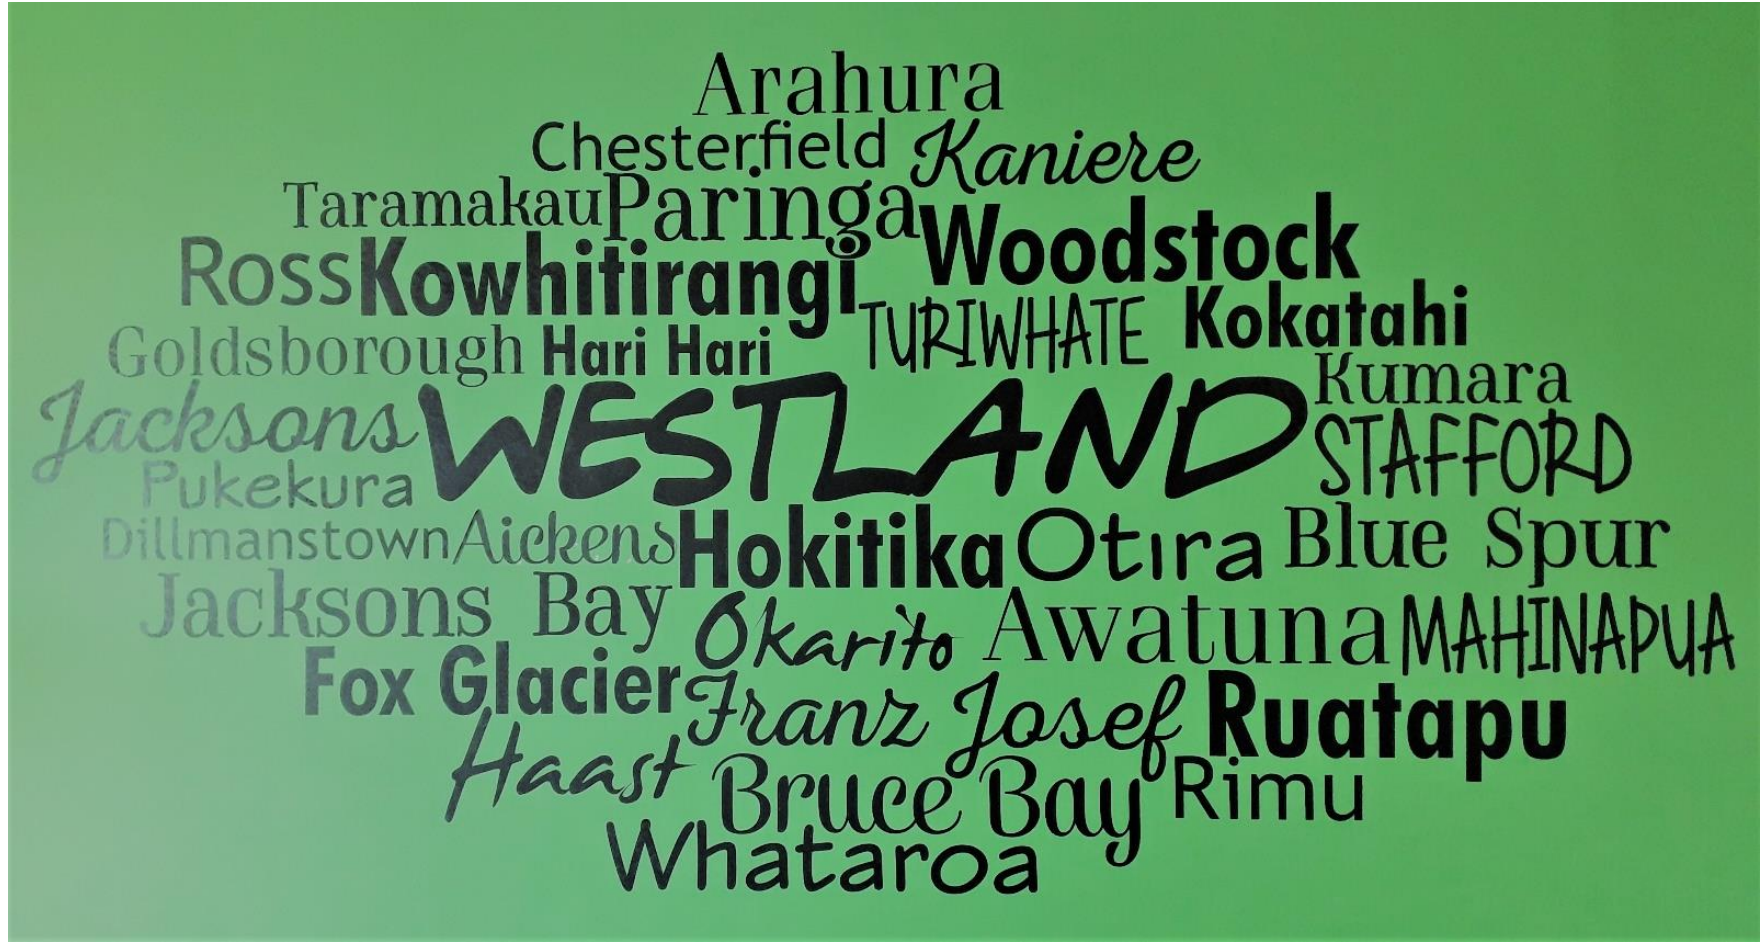 Arahura
Chesterfield Kaniere
Taramakau Paringa
Woodstock
Ross Kowhitirangi
TURIWHATE Kokatahi
Goldsborough Hari Hari
Kumara
Jacksons WESTLAND STAFFORD
Pukekura
Dillmanstown Aickens Hokitika Otira Blue Spur
Jacksons Bay Okarito Awatuna MAHINAPUA
Fox Glacier Franz Josef Ruatapu
Haast Bruce Bay Rimu
Whataroa